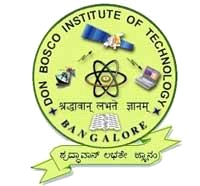 DON BOSCO INSTITUTE OF TECHNOLOGY
श्रद्धावान् लभते ज्ञानम्
BANGALORE
ಶ್ರದ್ಧಾವಾನ್ ಲಭತೇ ಜ್ಞಾನಂ